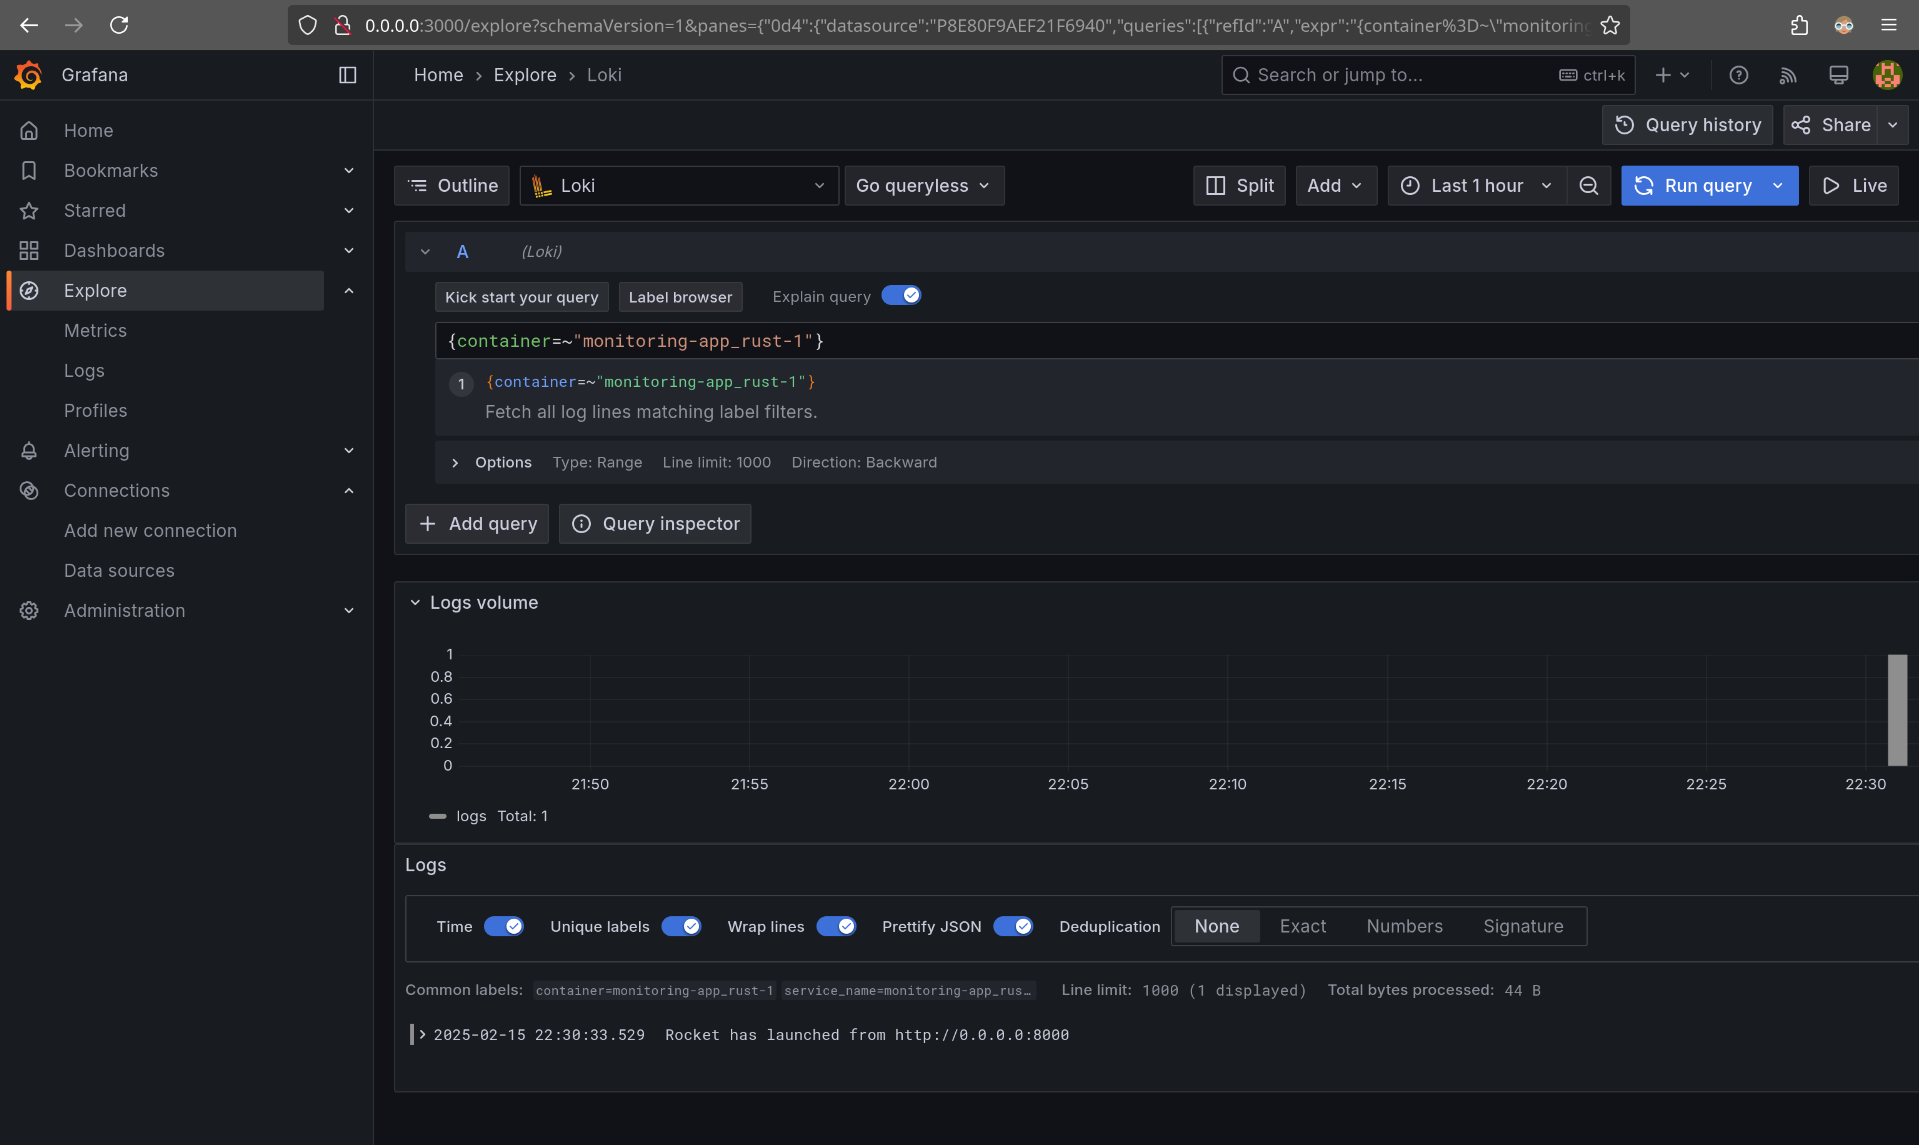 0.0.0.0:3000/explore?schemaVersion=1&panes={"0d4":{"datasource":"P8E80F9AEF21F6940","queries":[{"refId":"A","expr":"{container%3D~\"monitoring
Grafana
Home › Explore › Loki
Search or jump to... ctrl+k
Query history
Share
Home
Bookmarks
Starred
Dashboards
Explore
Metrics
Logs
Profiles
Alerting
Connections
Add new connection
Data sources
Administration
Outline
Loki
Go queryless
Split
Add
Last 1 hour
Run query
Live
A (Loki)
Kick start your query
Label browser
Explain query
{container=~"monitoring-app_rust-1"}
1 {container=~"monitoring-app_rust-1"}
Fetch all log lines matching label filters.
Options Type: Range Line limit: 1000 Direction: Backward
+ Add query
Query inspector
Logs volume
1
0.8
0.6
0.4
0.2
0
21:50 21:55 22:00 22:05 22:10 22:15 22:20 22:25 22:30
logs Total: 1
Logs
Time Unique labels Wrap lines Prettify JSON Deduplication None Exact Numbers Signature
Common labels: container=monitoring-app_rust-1 service_name=monitoring-app_rus… Line limit: 1000 (1 displayed) Total bytes processed: 44 B
2025-02-15 22:30:33.529 Rocket has launched from http://0.0.0.0:8000